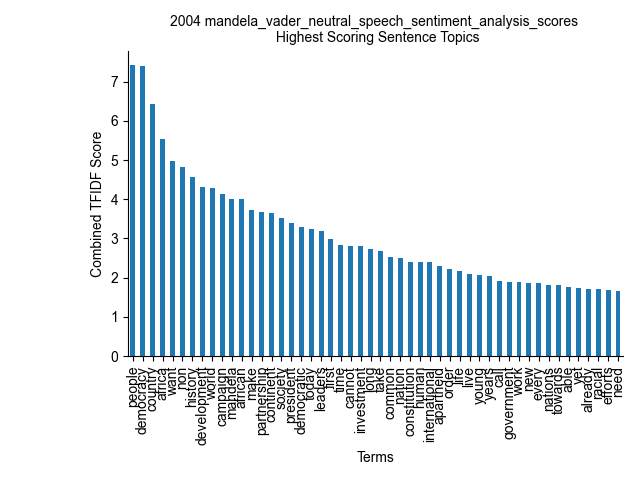 2004 mandela_vader_neutral_speech_sentiment_analysis_scores
Highest Scoring Sentence Topics
Combined TFIDF Score
7
6
5
4
3
2
1
0
people
democracy
country
africa
want
non
history
development
world
campaign
mandela
african
make
partnership
continent
society
president
democratic
today
leaders
first
time
cannot
investment
long
take
common
nation
constitution
human
international
apartheid
order
life
live
young
years
call
government
work
new
every
nations
towards
able
yet
already
racial
efforts
need
Terms